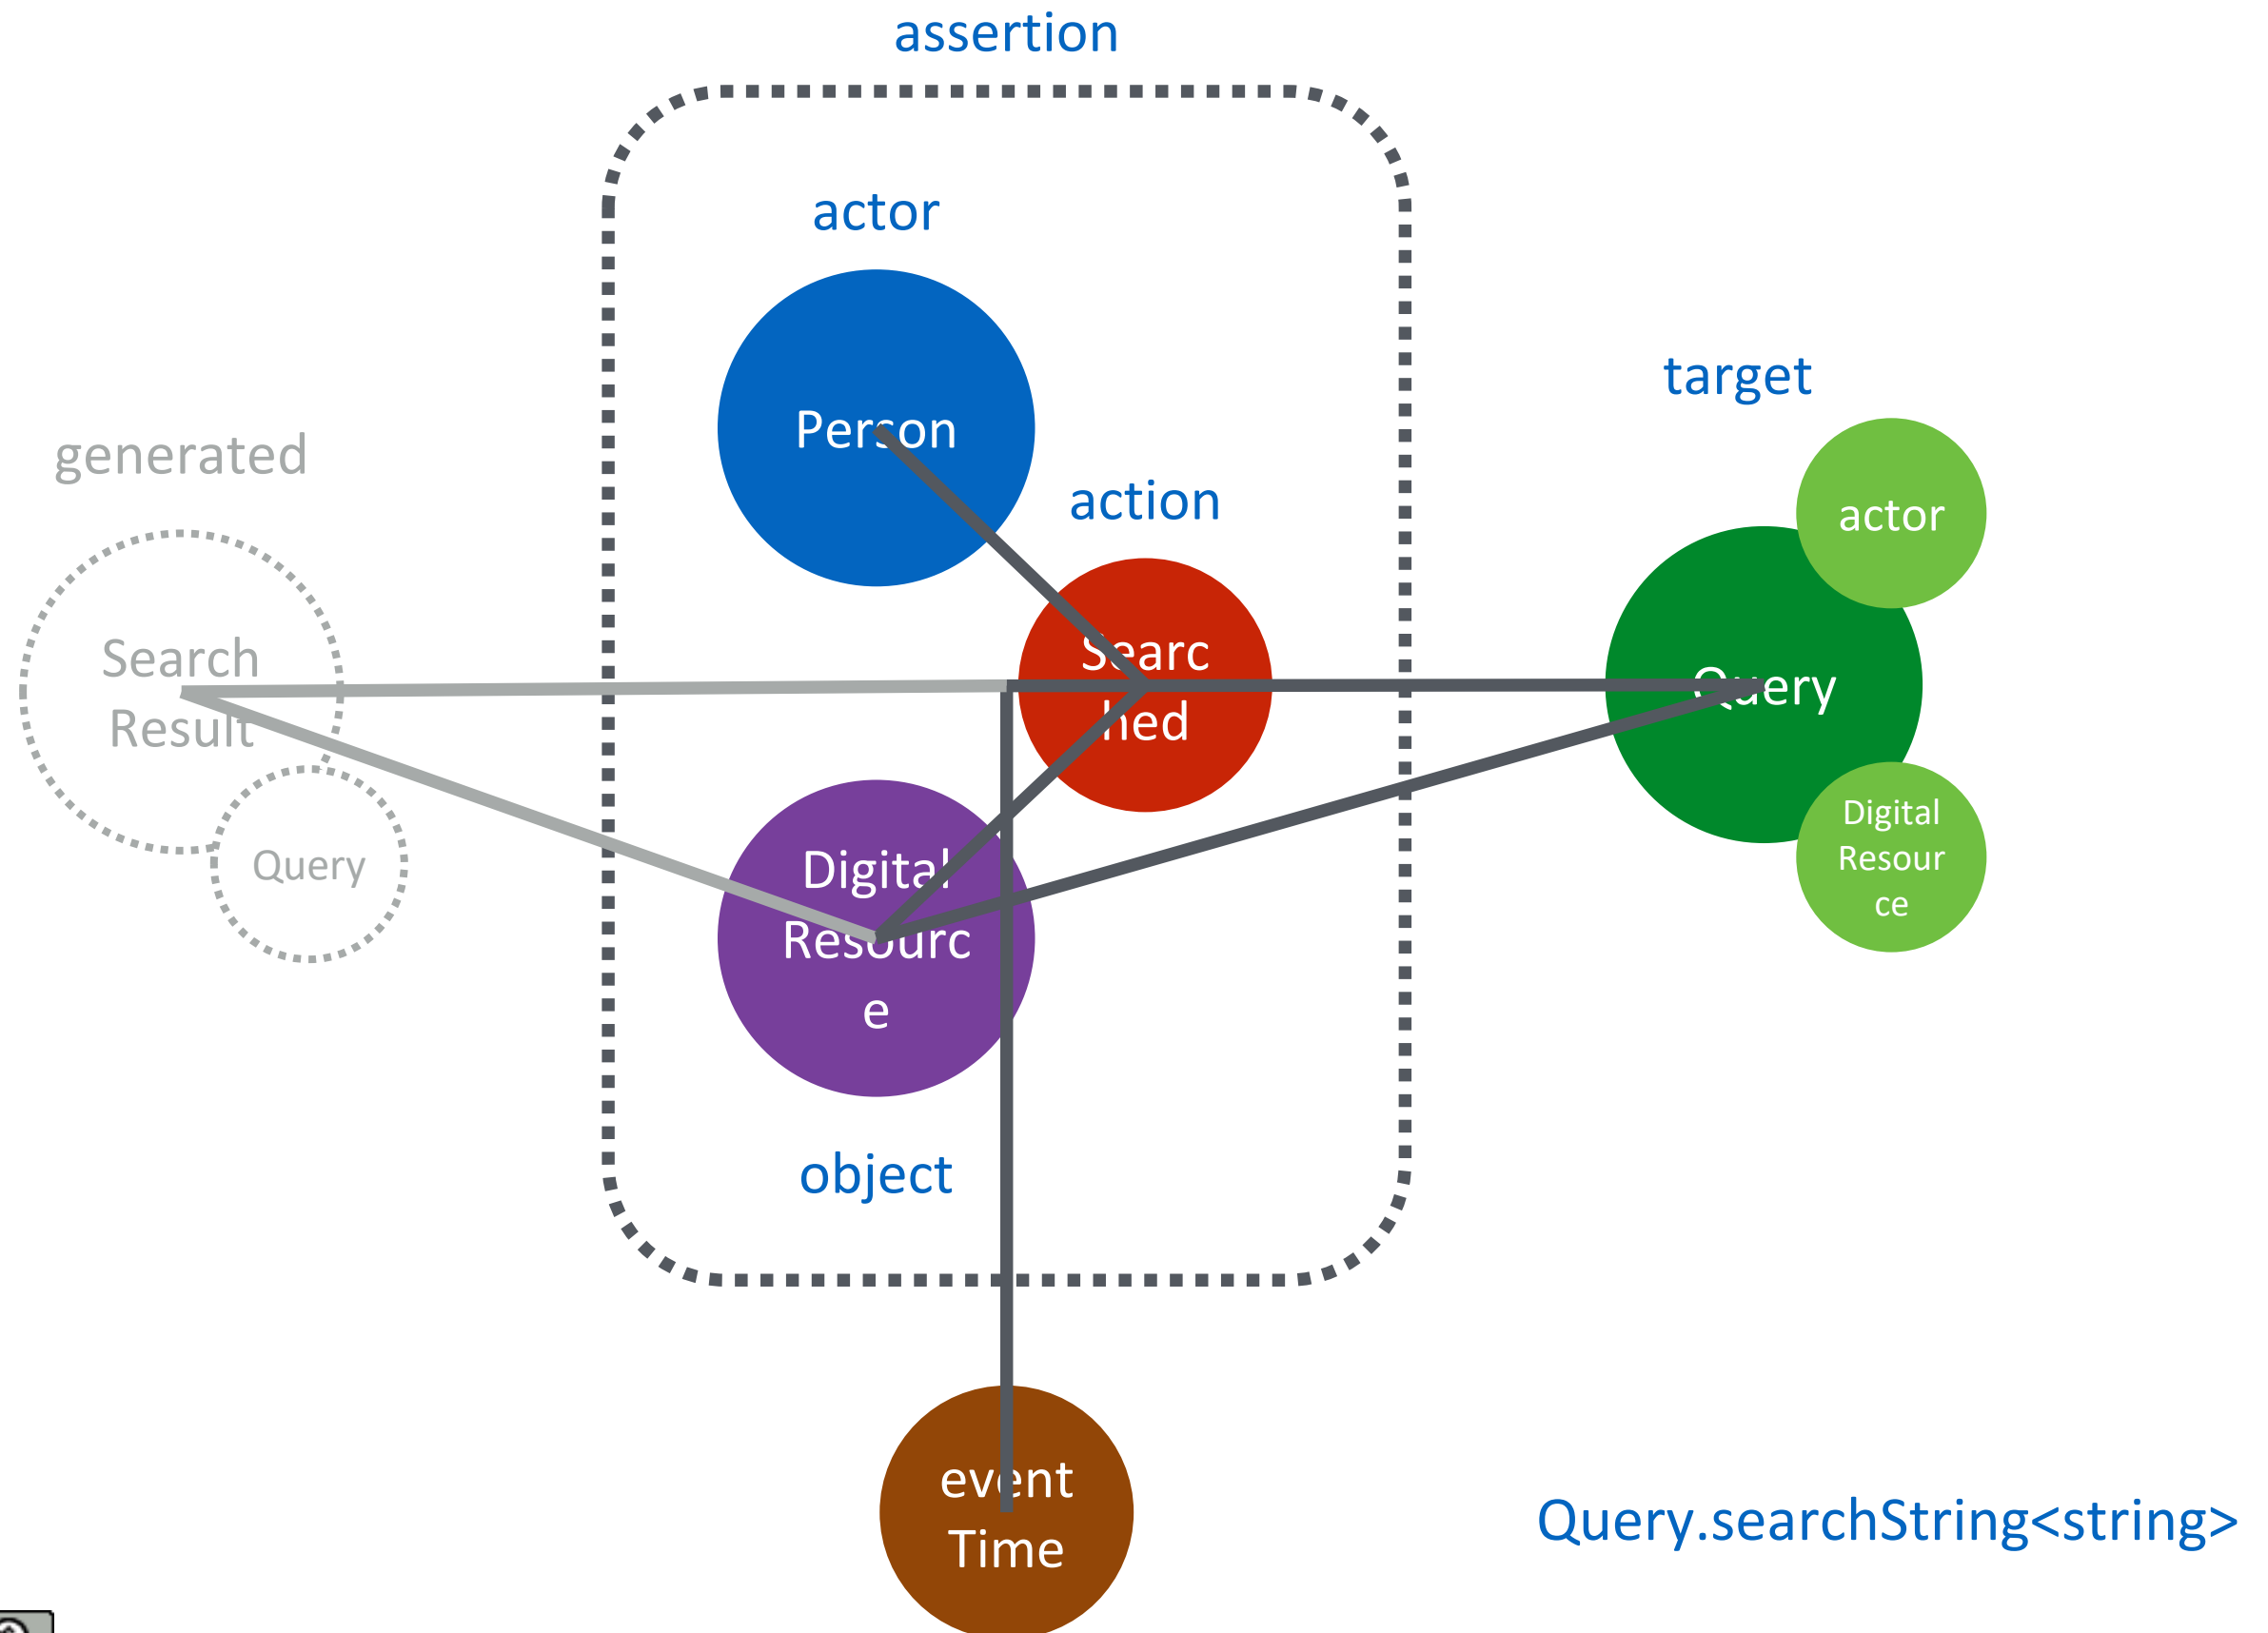 assertion
actor
target
generated
Person
action
actor
Search
Result
Searc
hed
Query
Query
Digital
Resourc
e
Digital
Resour
ce
object
event
Time
Query.searchString<string>